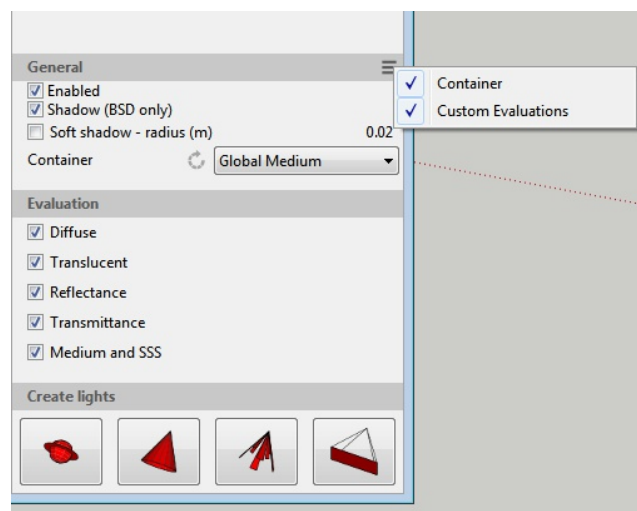 General
Enabled
Shadow (BSD only)
Soft shadow - radius (m) 0.02
Container Global Medium
Container
Custom Evaluations
Evaluation
Diffuse
Translucent
Reflectance
Transmittance
Medium and SSS
Create lights